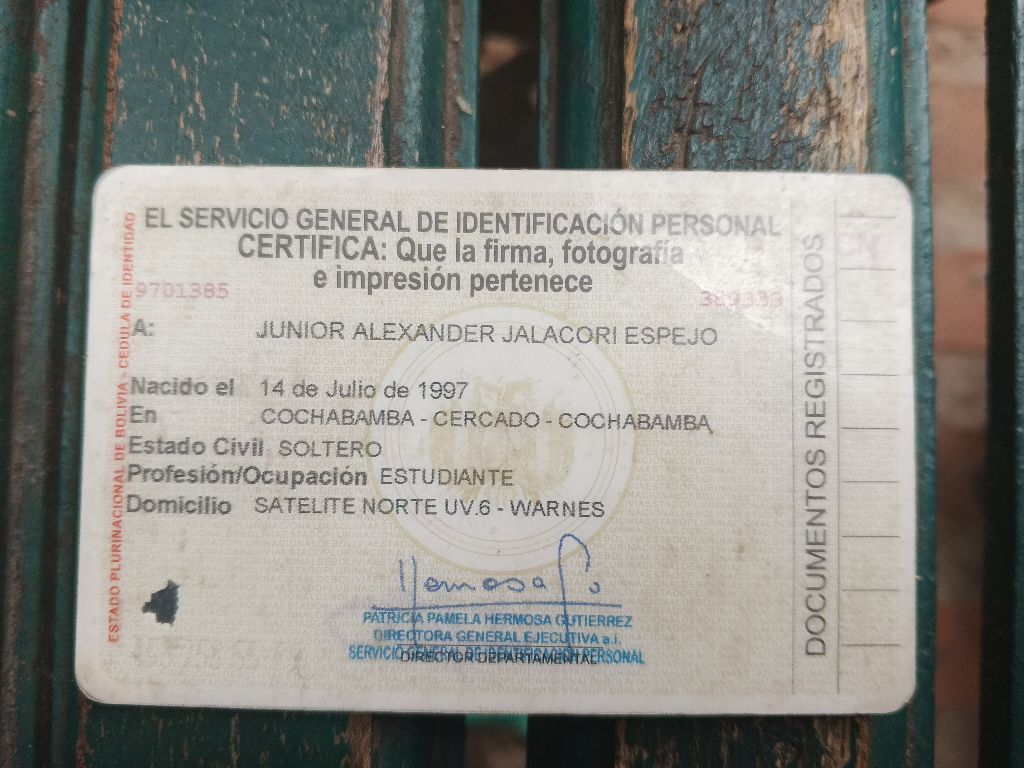 EL SERVICIO GENERAL DE IDENTIFICACIÓN PERSONAL
CERTIFICA: Que la firma, fotografía
e impresión pertenece
9701385
A: JUNIOR ALEXANDER JALACORI ESPEJO
Nacido el 14 de Julio de 1997
En COCHABAMBA - CERCADO - COCHABAMBA
Estado Civil SOLTERO
Profesión/Ocupación ESTUDIANTE
Domicilio SATELITE NORTE UV.6 - WARNES
Hermosa
PATRICIA PAMELA HERMOSA GUTIERREZ
DIRECTORA GENERAL EJECUTIVA a.i.
SERVICIO GENERAL DE IDENTIFICACIÓN PERSONAL
DIRECTOR DEPARTAMENTAL
ESTADO PLURINACIONAL DE BOLIVIA - CEDULA DE IDENTIDAD
DOCUMENTOS REGISTRADOS